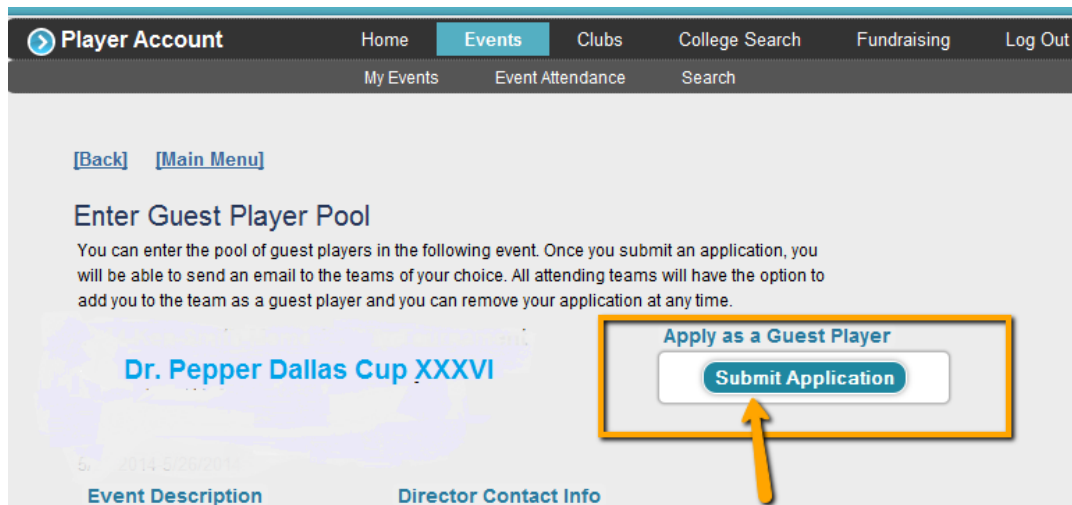 Player Account Home Events Clubs College Search Fundraising Log Out
My Events Event Attendance Search
[Back] [Main Menu]
Enter Guest Player Pool
You can enter the pool of guest players in the following event. Once you submit an application, you
will be able to send an email to the teams of your choice. All attending teams will have the option to
add you to the team as a guest player and you can remove your application at any time.
Apply as a Guest Player
Dr. Pepper Dallas Cup XXXVI
Submit Application
Event Description Director Contact Info